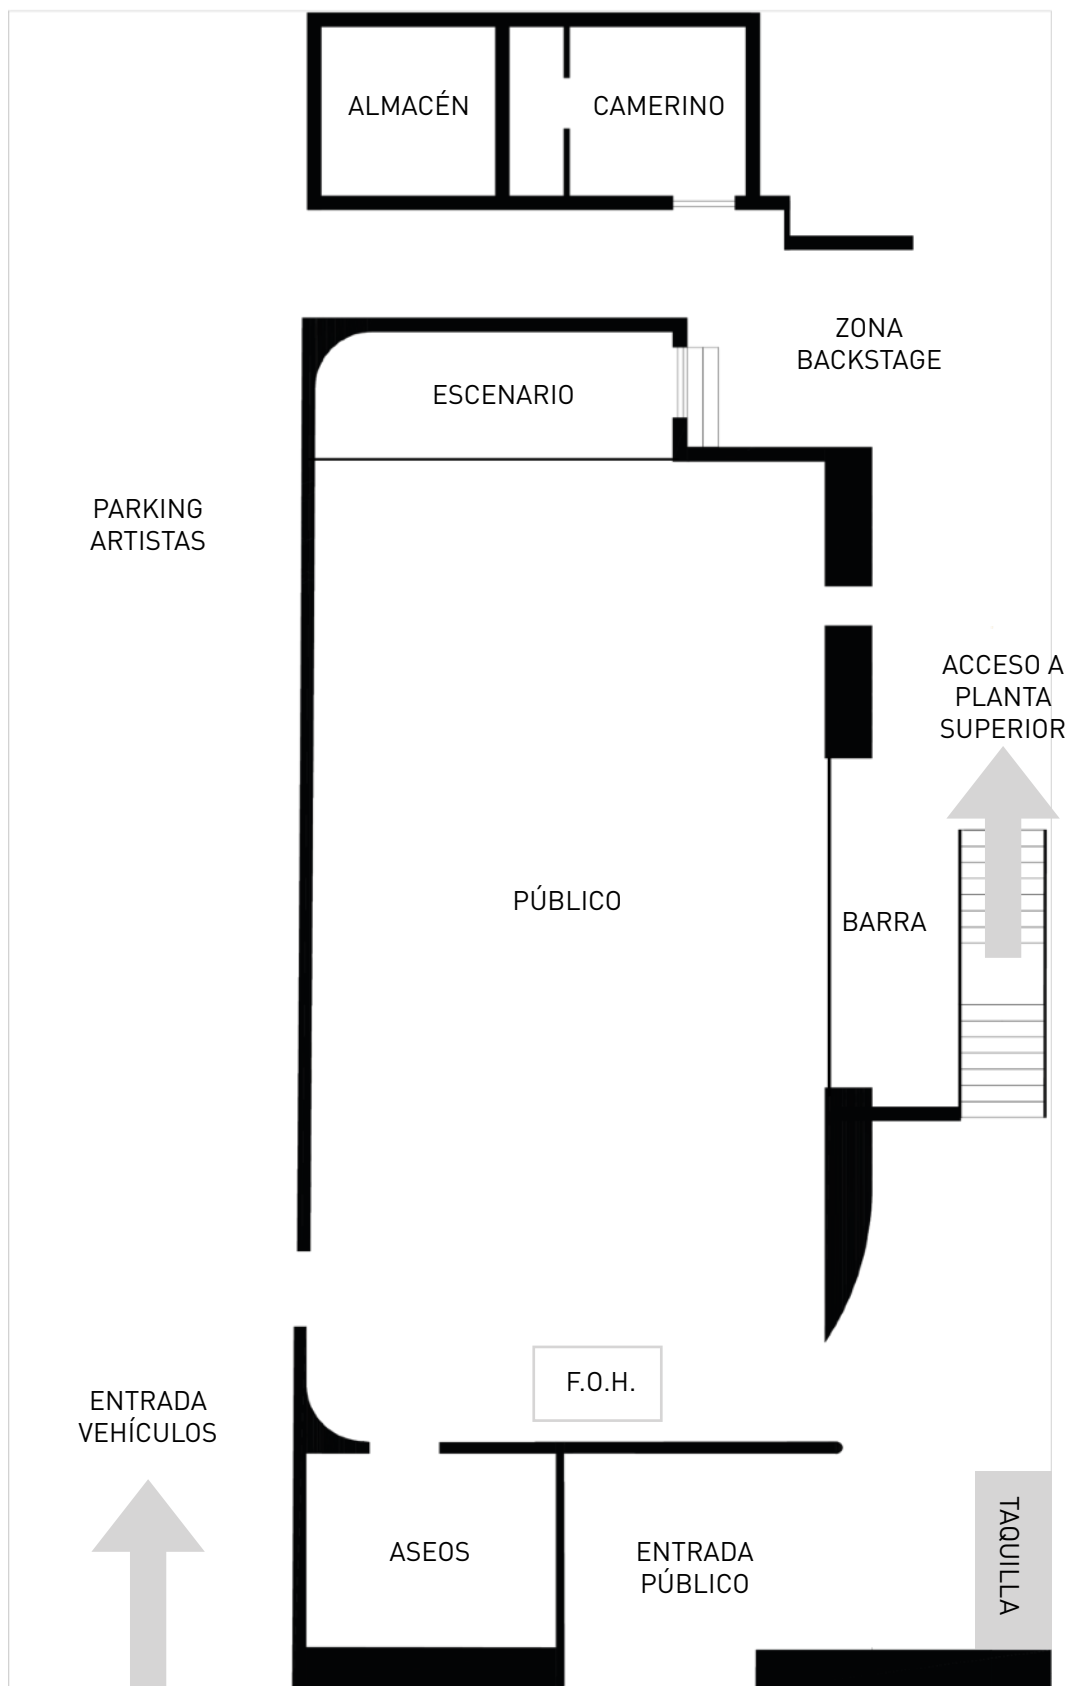 ALMACÉN
CAMERINO
ZONA
BACKSTAGE
ESCENARIO
PARKING
ARTISTAS
ACCESO A
PLANTA
SUPERIOR
PÚBLICO
BARRA
F.O.H.
ENTRADA
VEHÍCULOS
ASEOS
ENTRADA
PÚBLICO
TAQUILLA